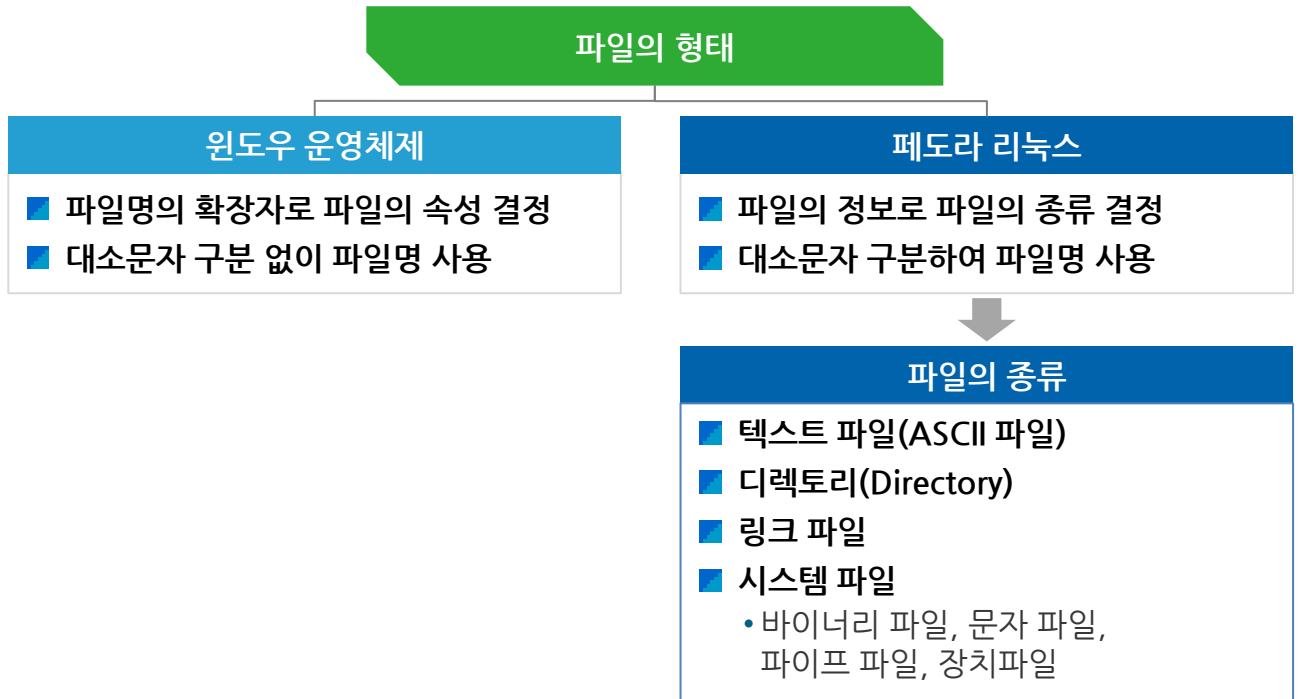 파일의 형태
윈도우 운영체제
파일명의 확장자로 파일의 속성 결정
대소문자 구분 없이 파일명 사용
페도라 리눅스
파일의 정보로 파일의 종류 결정
대소문자 구분하여 파일명 사용
파일의 종류
텍스트 파일(ASCII 파일)
디렉토리(Directory)
링크 파일
시스템 파일
• 바이너리 파일, 문자 파일,
파이프 파일, 장치파일